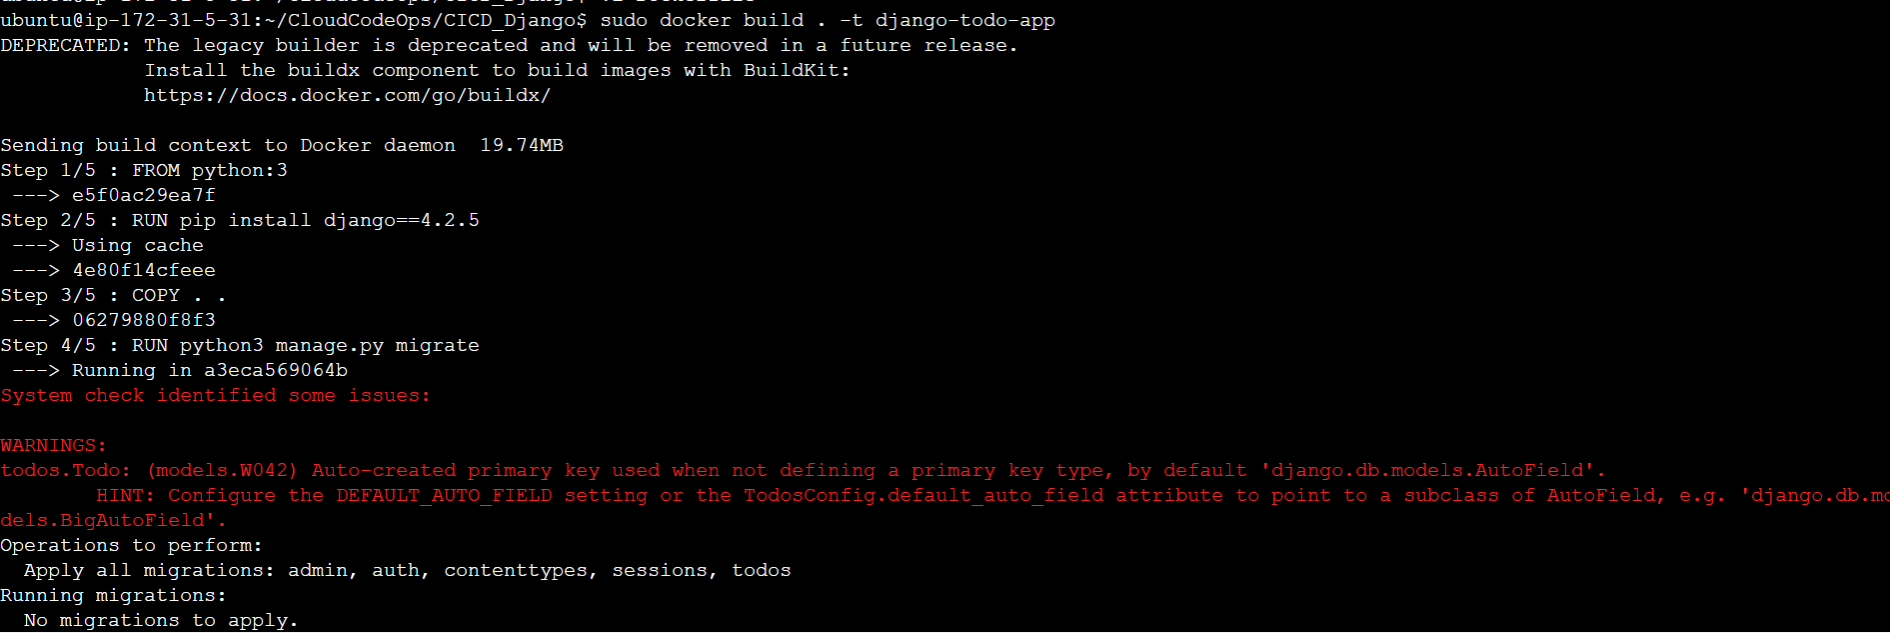 ubuntu@ip-172-31-5-31:~/CloudCodeOps/CICD_Django$ sudo docker build . -t django-todo-app
DEPRECATED: The legacy builder is deprecated and will be removed in a future release.
            Install the buildx component to build images with BuildKit:
            https://docs.docker.com/go/buildx/

Sending build context to Docker daemon  19.74MB
Step 1/5 : FROM python:3
 ---> e5f0ac29ea7f
Step 2/5 : RUN pip install django==4.2.5
 ---> Using cache
 ---> 4e80f14cfeee
Step 3/5 : COPY . .
 ---> 06279880f8f3
Step 4/5 : RUN python3 manage.py migrate
 ---> Running in a3eca569064b
System check identified some issues:

WARNINGS:
todos.Todo: (models.W042) Auto-created primary key used when not defining a primary key type, by default 'django.db.models.AutoField'.
        HINT: Configure the DEFAULT_AUTO_FIELD setting or the TodosConfig.default_auto_field attribute to point to a subclass of AutoField, e.g. 'django.db.mo
dels.BigAutoField'.
Operations to perform:
  Apply all migrations: admin, auth, contenttypes, sessions, todos
Running migrations:
  No migrations to apply.